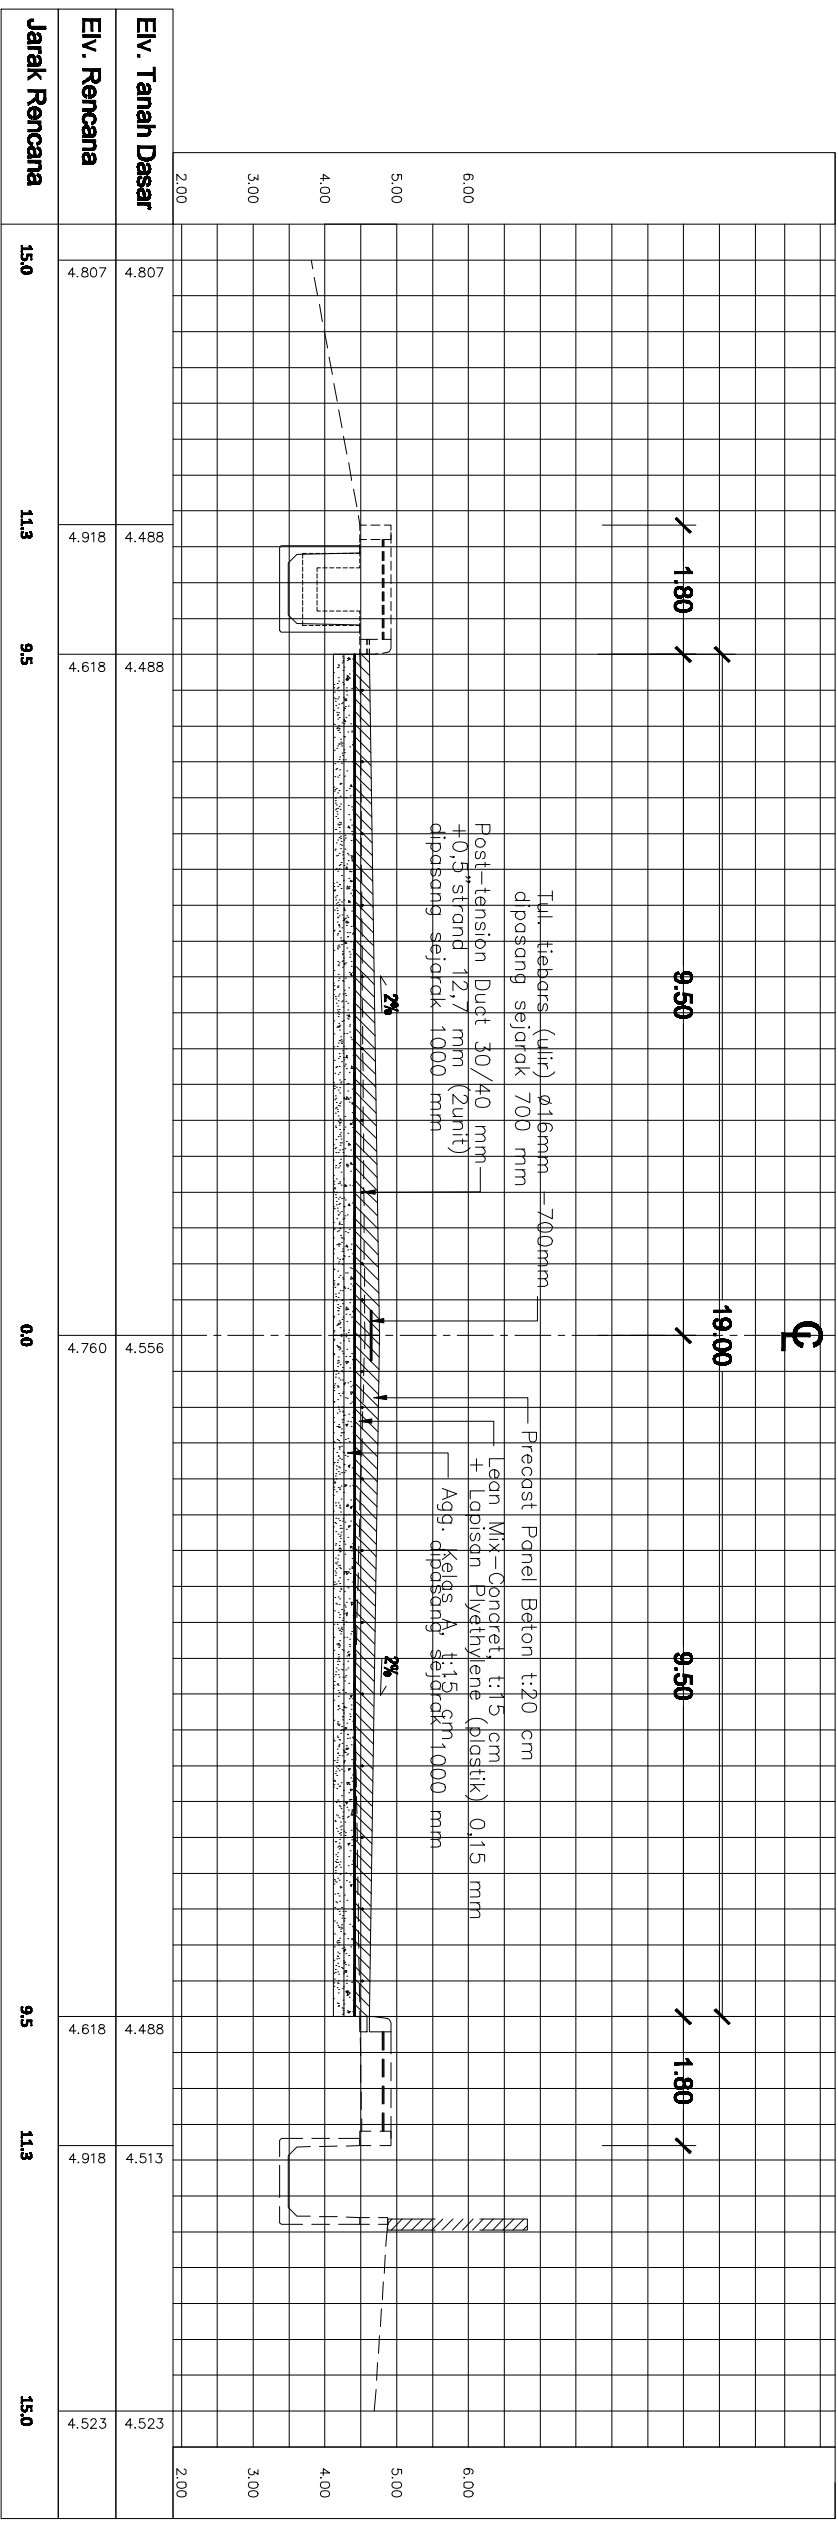 CL
19.00
1.80
9.50
9.50
1.80
Tul. tiebars (ulir) Ø16mm -700mm
dipasang sejarak 700 mm
Post-tension Duct 30/40 mm
+0,5"strand 12,7 mm (2unit)
dipasang sejarak 1000 mm
Precast Panel Beton t:20 cm
Lean Mix-Concret, t:15 cm
+ Lapisan Plyethylene (plastik) 0,15 mm
Agg. Kelas A, t:15 cm
dipasang sejarak 1000 mm
2%
2%
6.00
5.00
4.00
3.00
2.00
6.00
5.00
4.00
3.00
2.00
Elv. Tanah Dasar 4.807 4.488 4.488 4.556 4.488 4.513 4.523
Elv. Rencana 4.807 4.918 4.618 4.760 4.618 4.918 4.523
Jarak Rencana 15.0 11.3 9.5 0.0 9.5 11.3 15.0